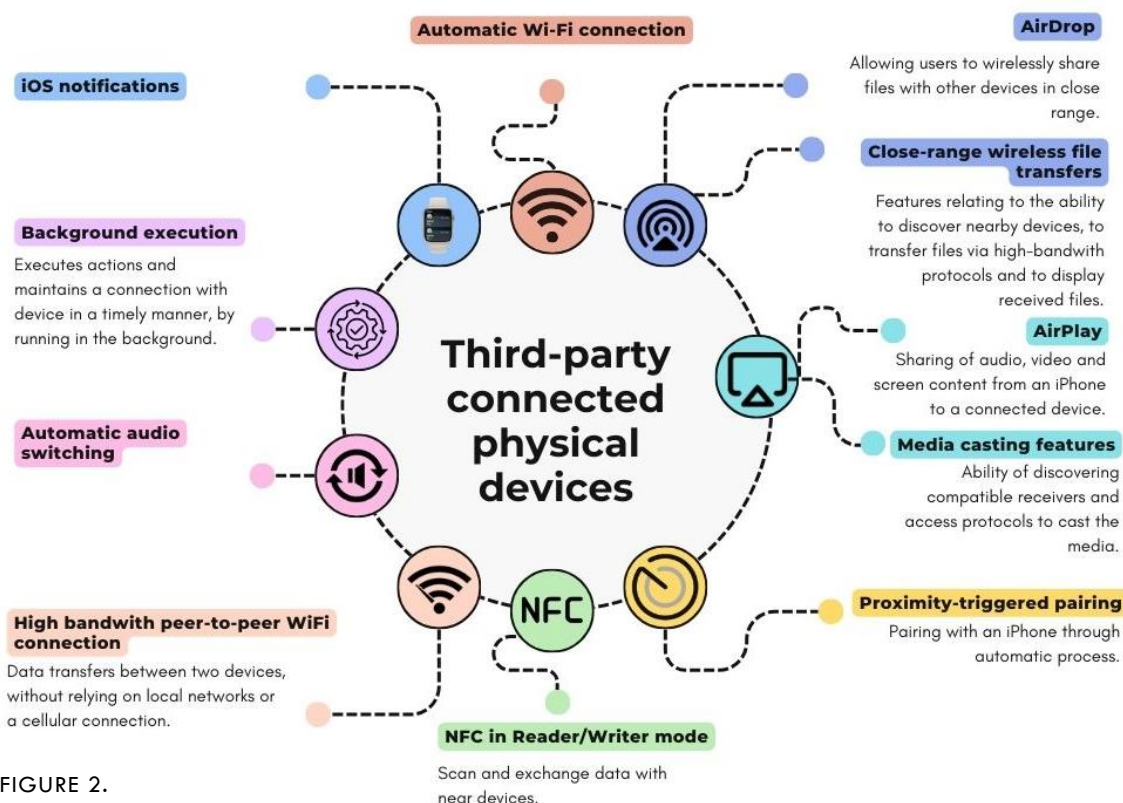 Automatic Wi-Fi connection
AirDrop
Allowing users to wirelessly share
files with other devices in close
range.
iOS notifications
Close-range wireless file
transfers
Features relating to the ability
to discover nearby devices, to
transfer files via high-bandwith
protocols and to display
received files.
Background execution
Executes actions and
maintains a connection with
device in a timely manner, by
running in the background.
AirPlay
Sharing of audio, video and
screen content from an iPhone
to a connected device.
Third-party
connected
physical
devices
Automatic audio
switching
Media casting features
Ability of discovering
compatible receivers and
access protocols to cast the
media.
NFC
Proximity-triggered pairing
Pairing with an iPhone through
automatic process.
High bandwith peer-to-peer WiFi
connection
Data transfers between two devices,
without relying on local networks or
a cellular connection.
NFC in Reader/Writer mode
Scan and exchange data with
near devices.
FIGURE 2.